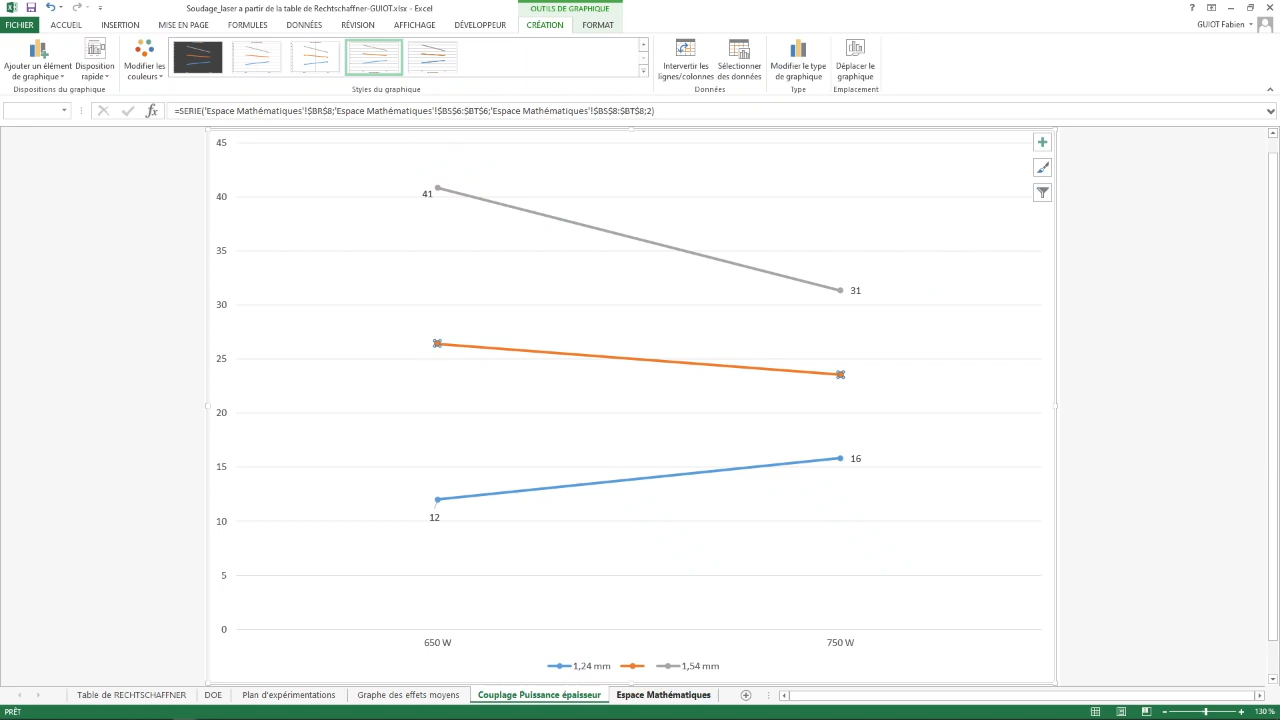 Soudage_laser a partir de la table de Rechtschaffner-GUIOT.xlsx - Excel
OUTILS DE GRAPHIQUE
?
FICHIER ACCUEIL INSERTION MISE EN PAGE FORMULES DONNÉES RÉVISION AFFICHAGE DÉVELOPPEUR CRÉATION FORMAT GUIOT Fabien
Ajouter un élément de graphique
Disposition rapide
Modifier les couleurs
Intervertir les lignes/colonnes
Sélectionner des données
Modifier le type de graphique
Déplacer le graphique
Dispositions du graphique Styles du graphique Données Type Emplacement
fx =SERIE('Espace Mathématiques'!$BR$8;'Espace Mathématiques'!$BS$6:$BT$6;'Espace Mathématiques'!$BS$8:$BT$8;2)
45
41
40
35
31
30
25
20
16
15
12
10
5
0
650 W 750 W
1,24 mm 1,54 mm
Table de RECHTSCHAFFNER DOE Plan d'expérimentations Graphe des effets moyens Couplage Puissance épaisseur Espace Mathématiques
PRÊT 130 %